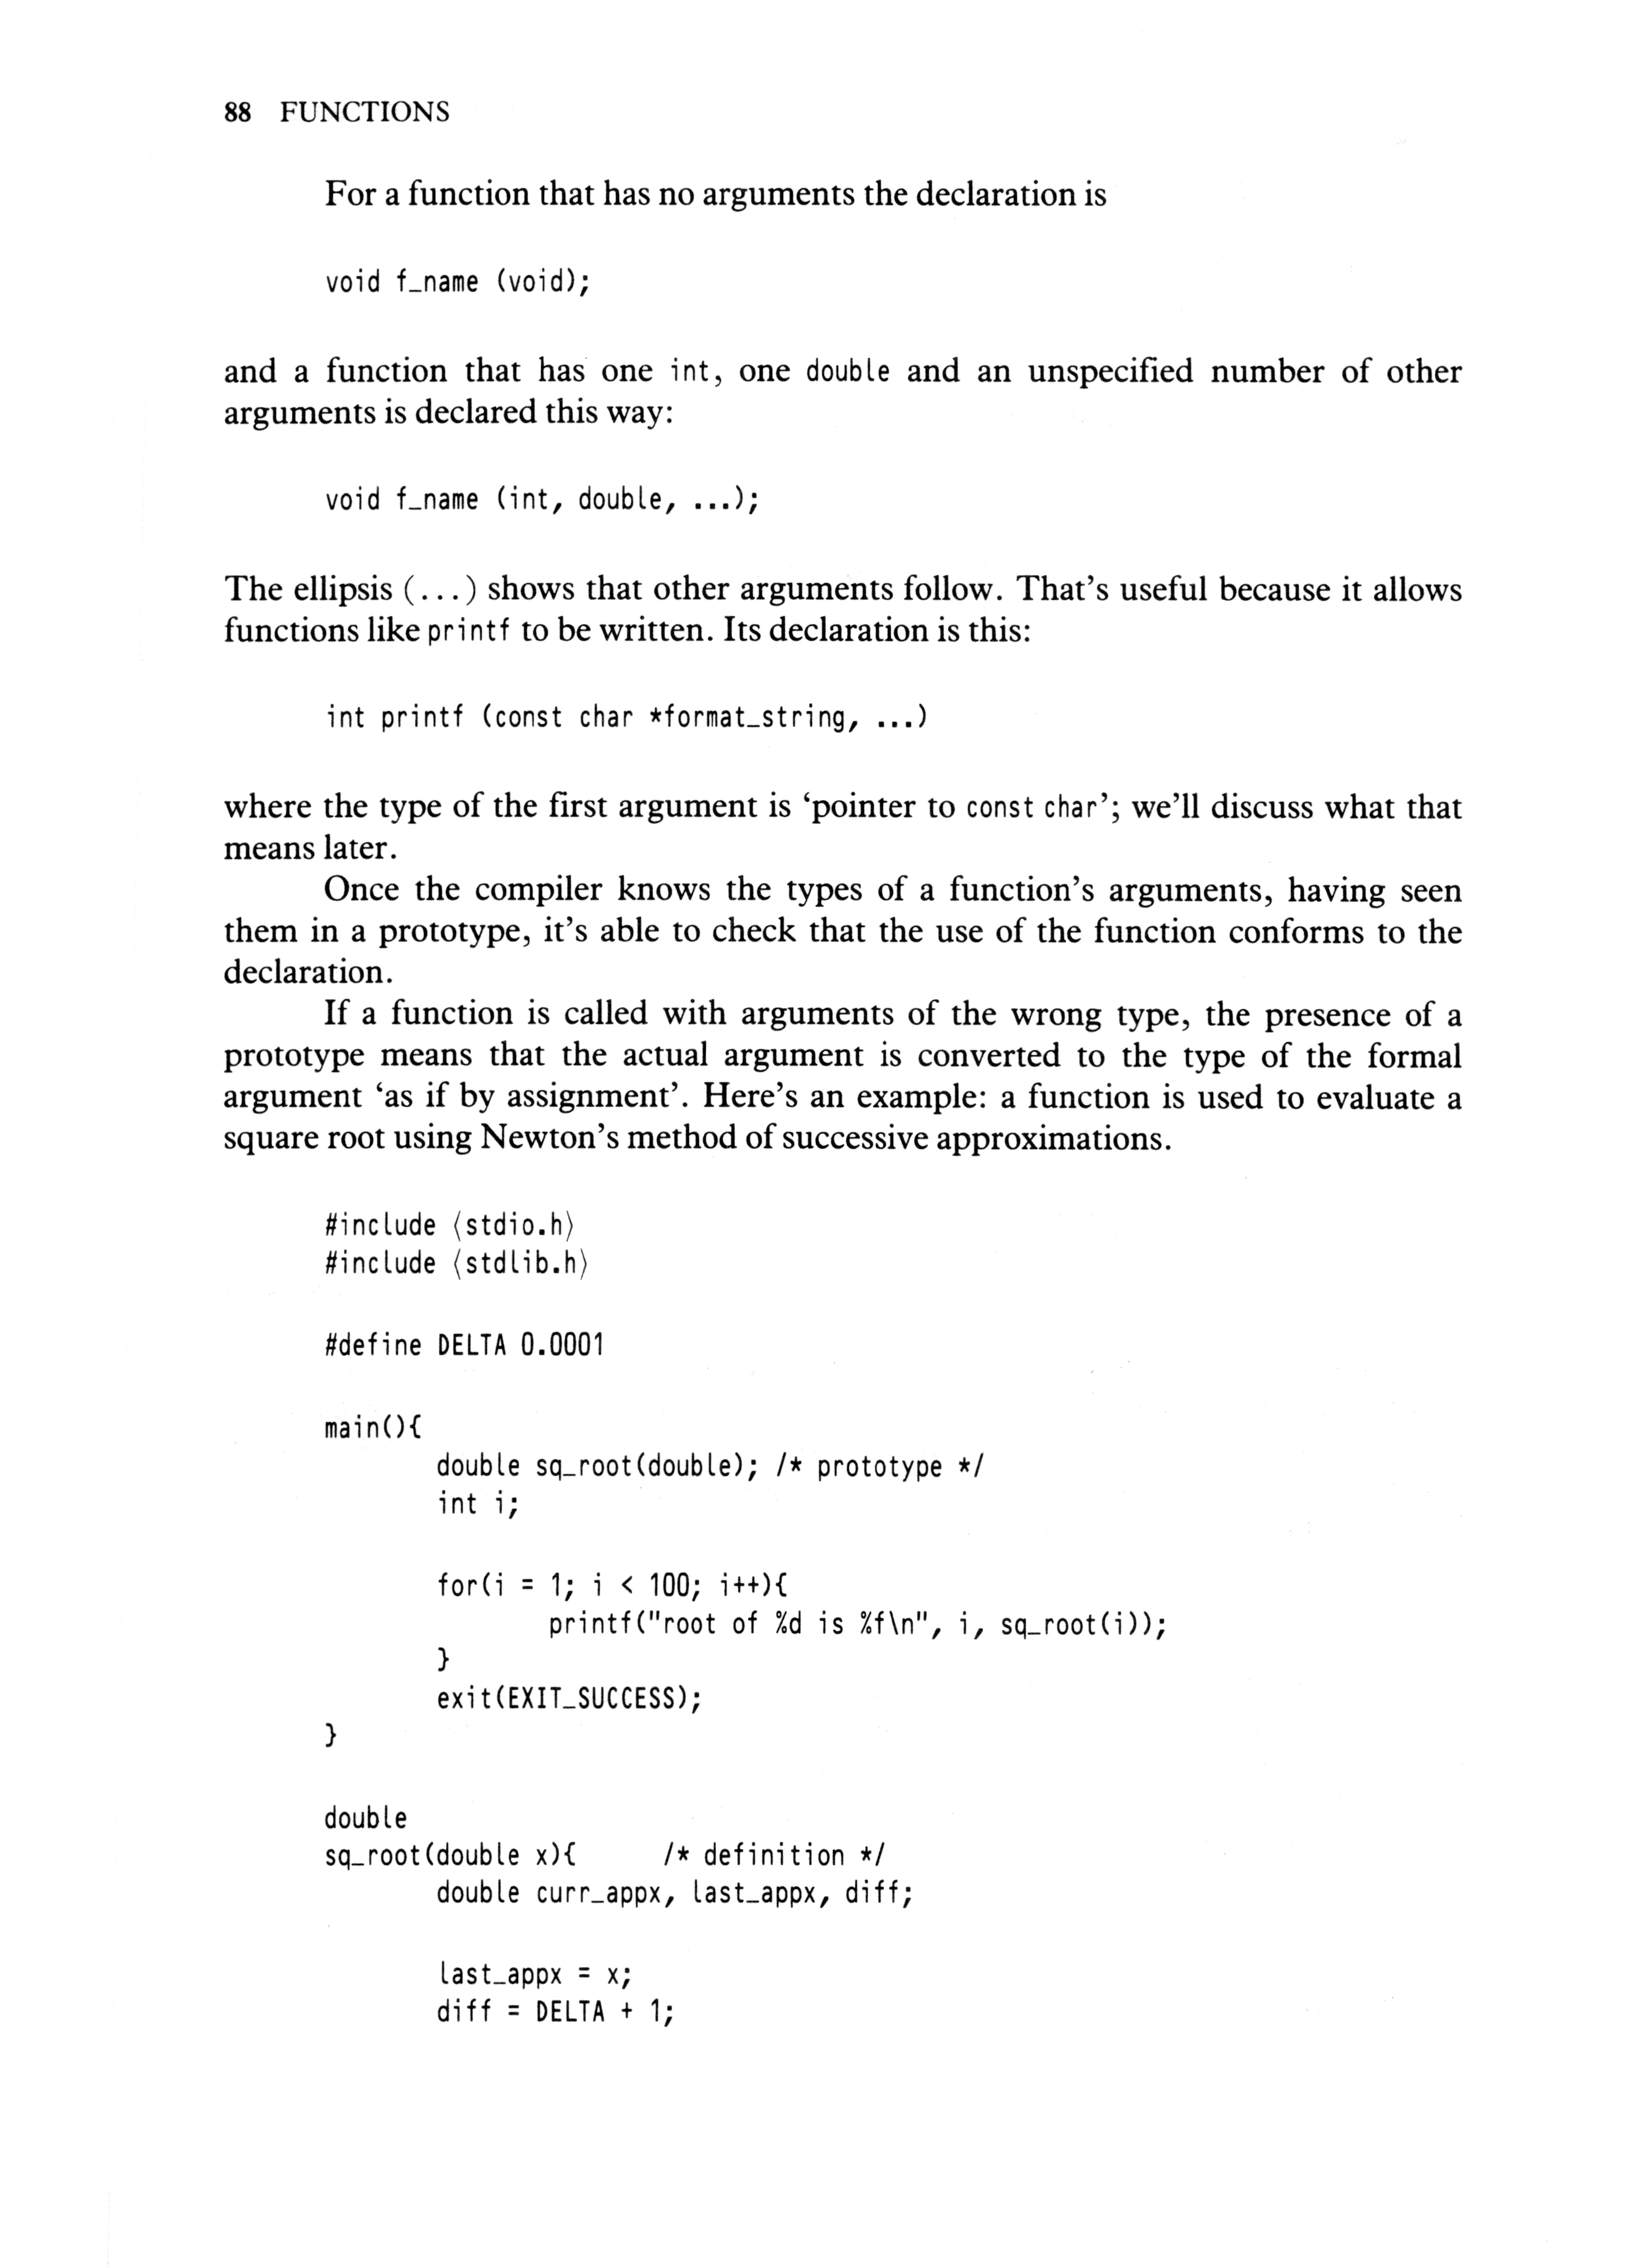 88 FUNCTIONS
For a function that has no arguments the declaration is
void f_name (void);
and a function that has one int, one double and an unspecified number of other
arguments is declared this way:
void f_name (int, double, ...);
The ellipsis (...) shows that other arguments follow. That's useful because it allows
functions like printf to be written. Its declaration is this:
int printf (const char *format_string, ...)
where the type of the first argument is ‘pointer to const char’; we'll discuss what that
means later.
Once the compiler knows the types of a function's arguments, having seen
them in a prototype, it's able to check that the use of the function conforms to the
declaration.
If a function is called with arguments of the wrong type, the presence of a
prototype means that the actual argument is converted to the type of the formal
argument ‘as if by assignment’. Here's an example: a function is used to evaluate a
square root using Newton's method of successive approximations.
#include ⟨stdio.h⟩
#include ⟨stdlib.h⟩
#define DELTA 0.0001
main(){
double sq_root(double); /* prototype */
int i;
for(i = 1; i < 100; i++){
printf("root of %d is %f\n", i, sq_root(i));
}
exit(EXIT_SUCCESS);
}
double
sq_root(double x){ /* definition */
double curr_appx, last_appx, diff;
last_appx = x;
diff = DELTA + 1;